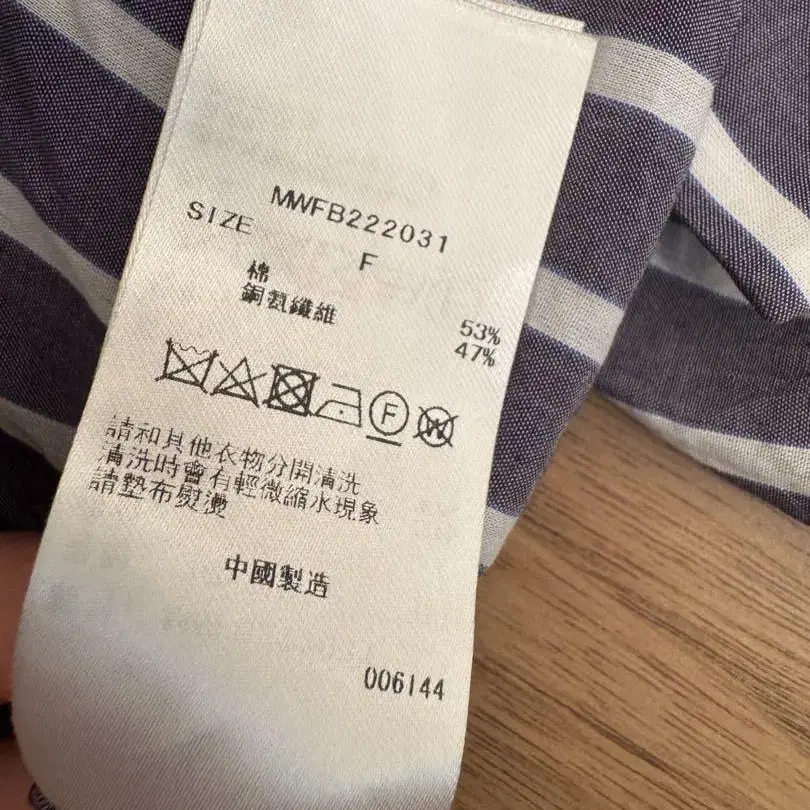 MWFB222031
SIZE F
棉 53%
銅氨纖維 47%
F W
請和其他衣物分開清洗
清洗時會有輕微縮水現象
請墊布熨燙
中國製造
006144